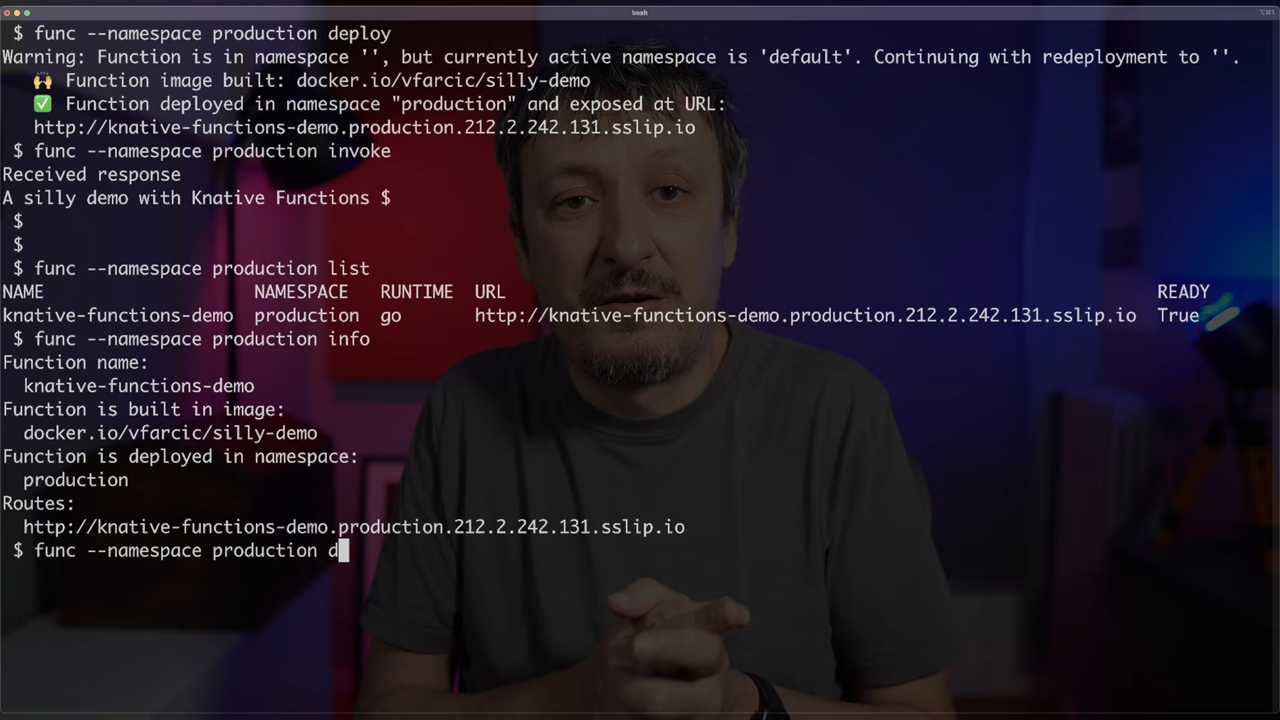 bash
⌥⌘1
$ func --namespace production deploy
Warning: Function is in namespace '', but currently active namespace is 'default'. Continuing with redeployment to ''.
🙌 Function image built: docker.io/vfarcic/silly-demo
✅ Function deployed in namespace "production" and exposed at URL:
http://knative-functions-demo.production.212.2.242.131.sslip.io
$ func --namespace production invoke
Received response
A silly demo with Knative Functions $
$
$
$ func --namespace production list
NAME NAMESPACE RUNTIME URL READY
knative-functions-demo production go http://knative-functions-demo.production.212.2.242.131.sslip.io True
$ func --namespace production info
Function name:
knative-functions-demo
Function is built in image:
docker.io/vfarcic/silly-demo
Function is deployed in namespace:
production
Routes:
http://knative-functions-demo.production.212.2.242.131.sslip.io
$ func --namespace production d